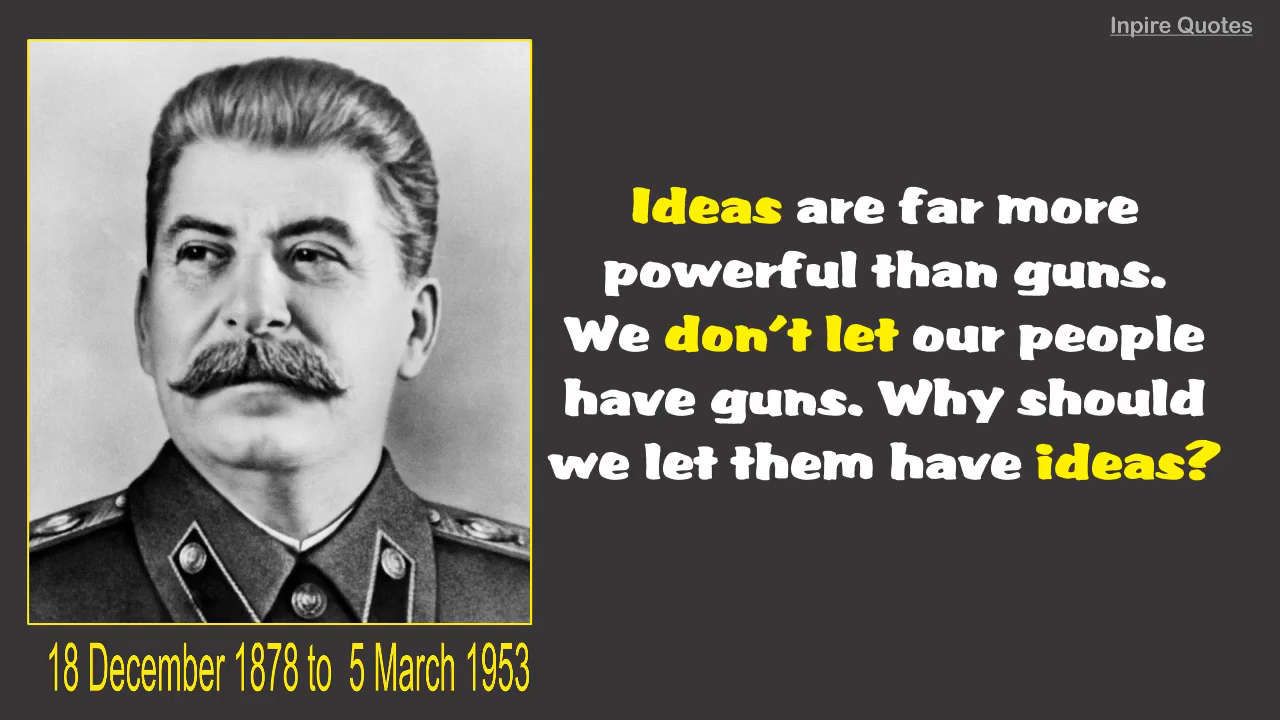 Inpire Quotes
Ideas are far more
powerful than guns.
We don't let our people
have guns. Why should
we let them have ideas?
18 December 1878 to 5 March 1953